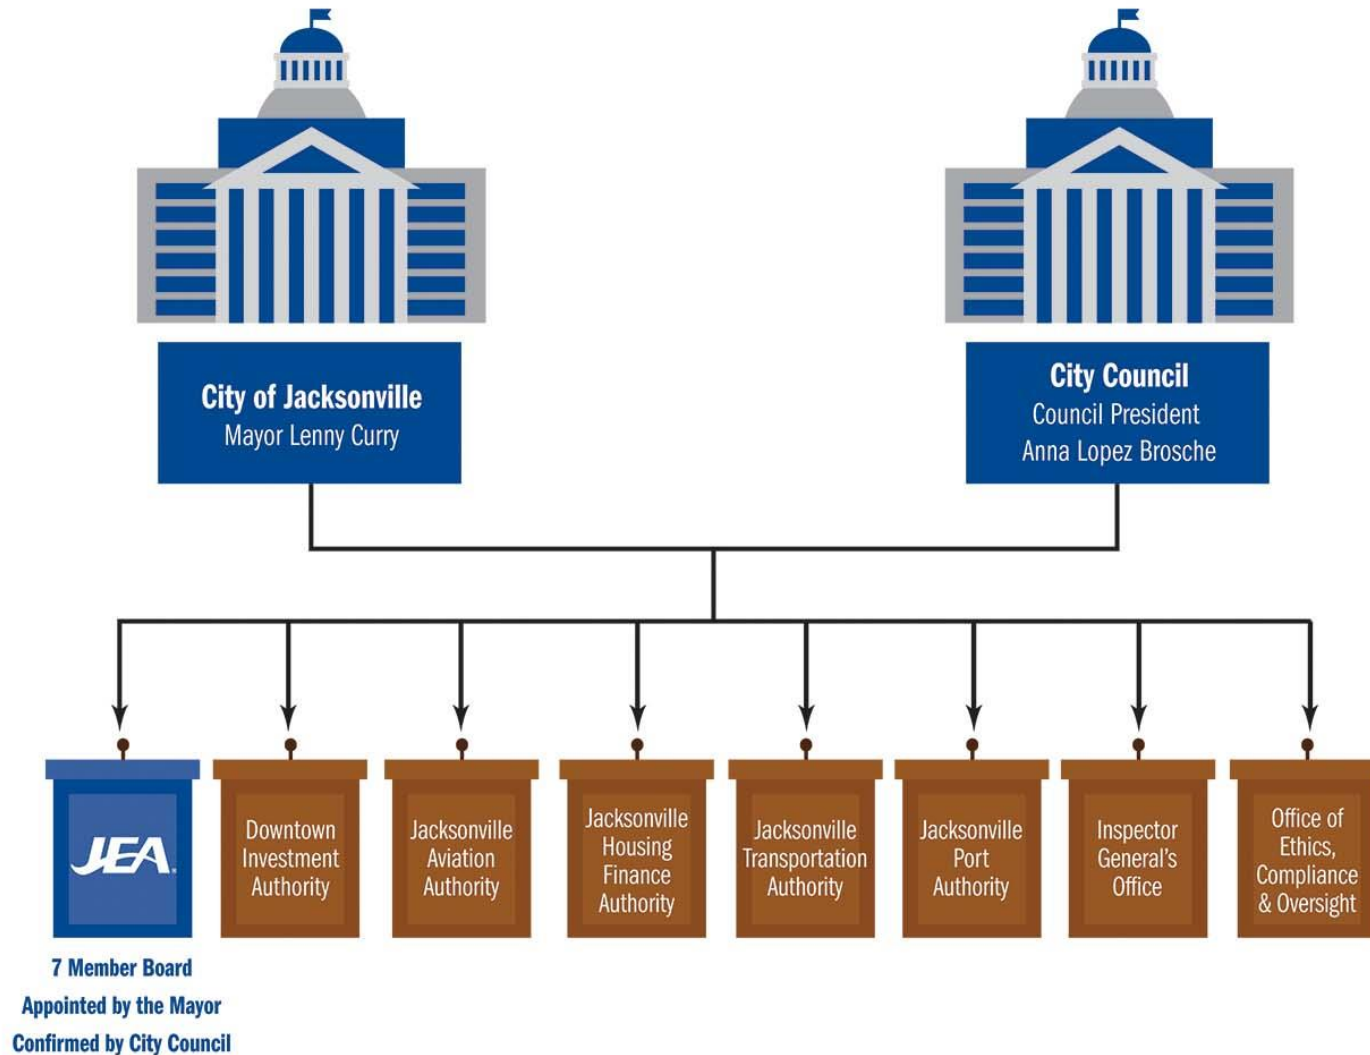 City of Jacksonville
Mayor Lenny Curry
City Council
Council President
Anna Lopez Brosche
JEA
Downtown
Investment
Authority
Jacksonville
Aviation
Authority
Jacksonville
Housing
Finance
Authority
Jacksonville
Transportation
Authority
Jacksonville
Port
Authority
Inspector
General's
Office
Office of
Ethics,
Compliance
& Oversight
7 Member Board
Appointed by the Mayor
Confirmed by City Council